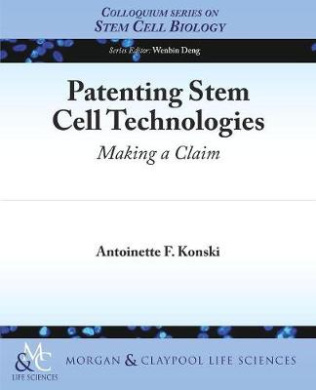 COLLOQUIUM SERIES ON
STEM CELL BIOLOGY
Series Editor: Wenbin Deng
Patenting Stem
Cell Technologies
Making a Claim
Antoinette F. Konski
M&C
LIFE SCIENCES
MORGAN & CLAYPOOL LIFE SCIENCES